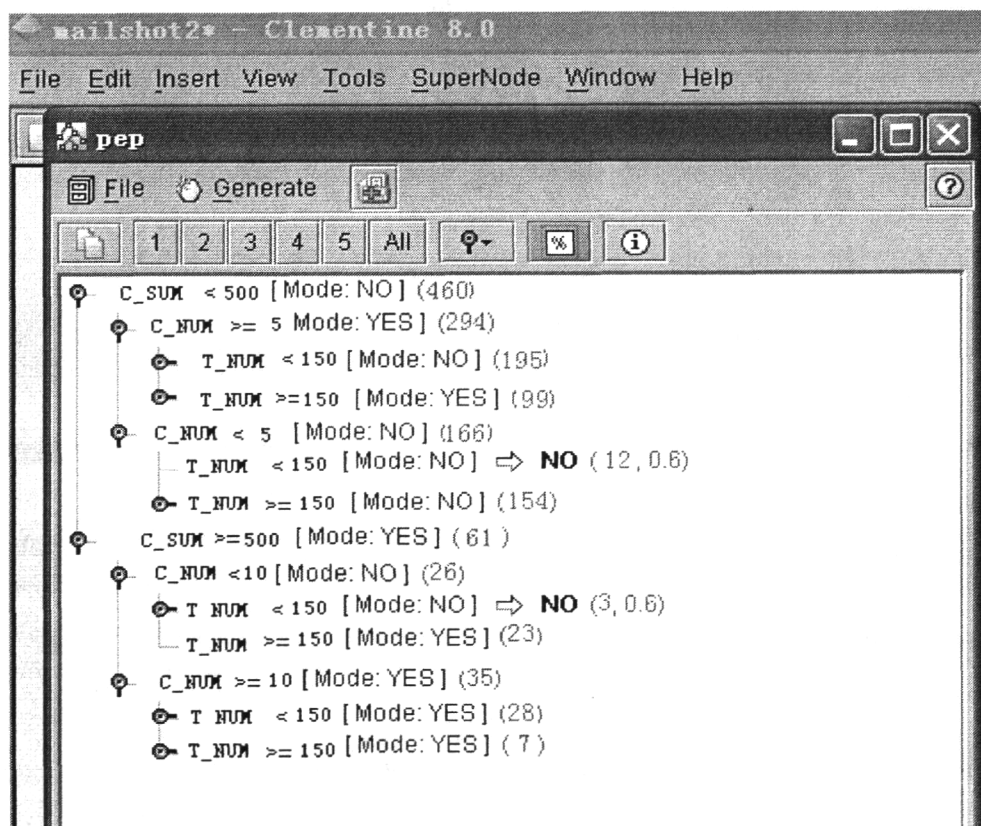 mailshot2* - Clementine 8.0
File Edit Insert View Tools SuperNode Window Help
pep
File Generate
1 2 3 4 5 All %
C_SUM < 500 [Mode: NO] (460)
C_NUM >= 5 Mode: YES] (294)
T_NUM < 150 [Mode: NO] (195)
T_NUM >=150 [Mode: YES] (99)
C_NUM < 5 [Mode: NO] (166)
T_NUM < 150 [Mode: NO] ⇨ NO (12, 0.6)
T_NUM >= 150 [Mode: NO] (154)
C_SUM >=500 [Mode: YES] (61)
C_NUM <10 [Mode: NO] (26)
T NUM < 150 [Mode: NO] ⇨ NO (3, 0.6)
T_NUM >= 150 [Mode: YES] (23)
C_NUM >= 10 [Mode: YES] (35)
T NUM < 150 [Mode: YES] (28)
T_NUM >= 150 [Mode: YES] (7)